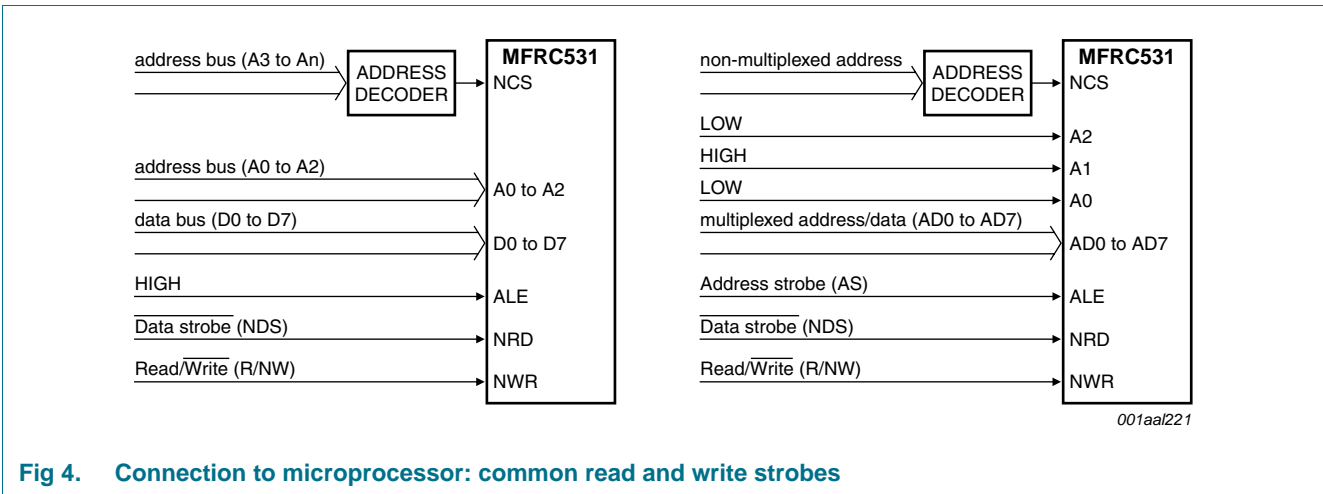 address bus (A3 to An)
ADDRESS
DECODER
MFRC531
NCS
address bus (A0 to A2)
A0 to A2
data bus (D0 to D7)
D0 to D7
HIGH
ALE
Data strobe (NDS)
NRD
Read/Write (R/NW)
NWR
non-multiplexed address
ADDRESS
DECODER
MFRC531
NCS
LOW
A2
HIGH
A1
LOW
A0
multiplexed address/data (AD0 to AD7)
AD0 to AD7
Address strobe (AS)
ALE
Data strobe (NDS)
NRD
Read/Write (R/NW)
NWR
001aal221
Fig 4. Connection to microprocessor: common read and write strobes